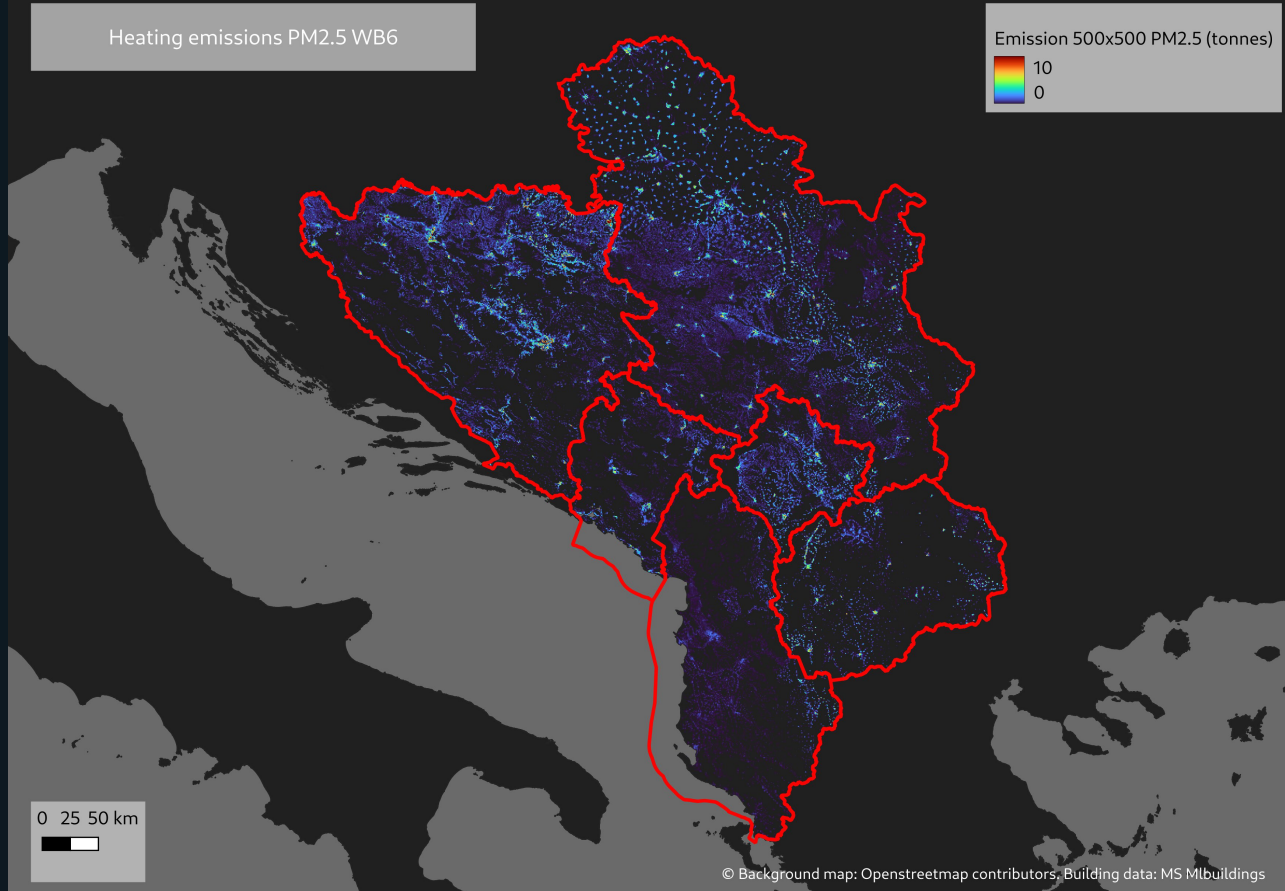 Heating emissions PM2.5 WB6
Emission 500x500 PM2.5 (tonnes)
10
0
0 25 50 km
© Background map: Openstreetmap contributors. Building data: MS MIbuildings